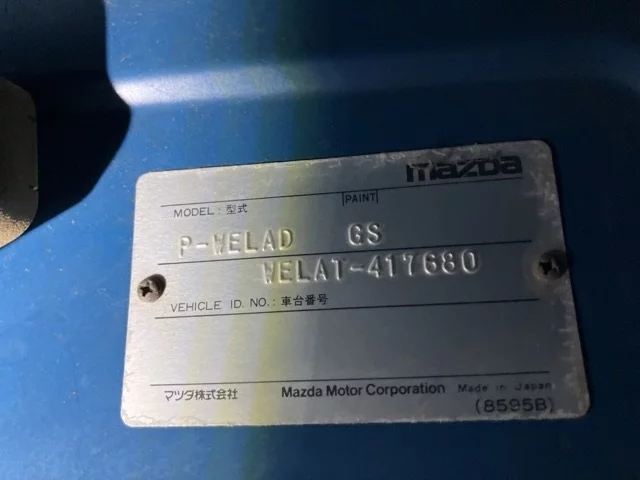 mazda
MODEL : 型式 PAINT
P-WELAD GS
WELAT-417680
VEHICLE ID. NO. : 車台番号
マツダ株式会社 Mazda Motor Corporation Made in Japan
(8595B)